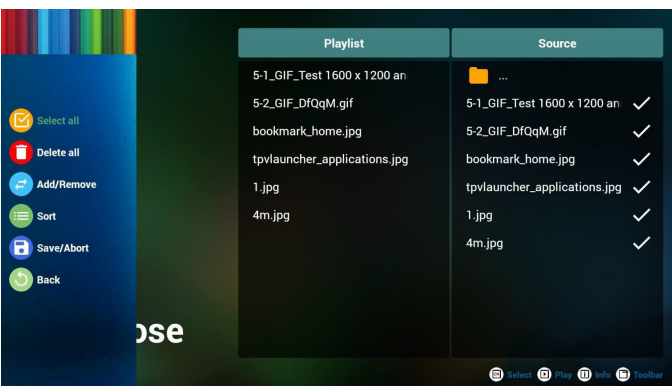 Playlist
Source
5-1_GIF_Test 1600 x 1200 an
5-2_GIF_DfQqM.gif
bookmark_home.jpg
tpvlauncher_applications.jpg
1.jpg
4m.jpg
...
5-1_GIF_Test 1600 x 1200 an
5-2_GIF_DfQqM.gif
bookmark_home.jpg
tpvlauncher_applications.jpg
1.jpg
4m.jpg
Select all
Delete all
Add/Remove
Sort
Save/Abort
Back
ose
Select Play Info Toolbar